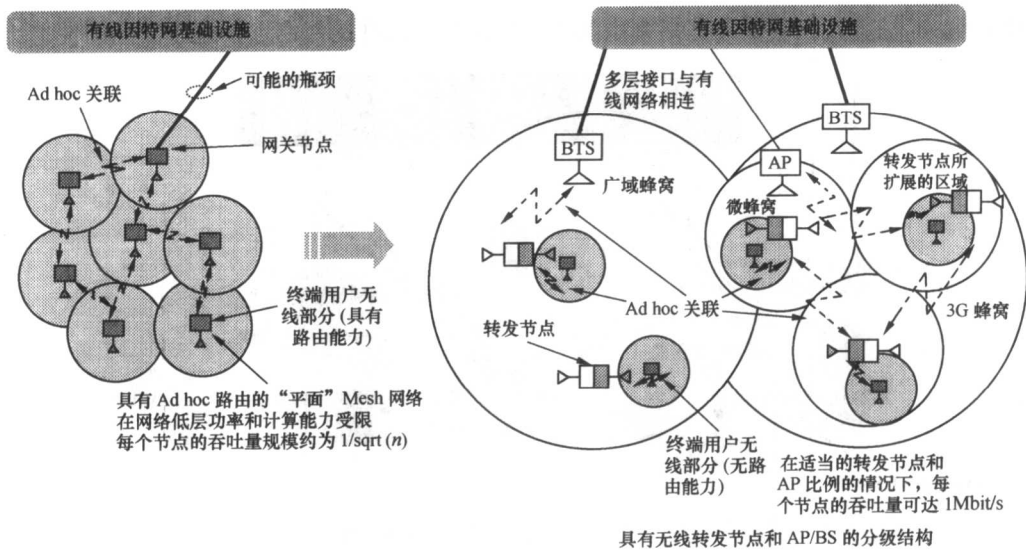 有线因特网基础设施
可能的瓶颈
Ad hoc 关联
网关节点
终端用户无
线部分 (具有
路由能力)
具有 Ad hoc 路由的“平面”Mesh 网络
在网络低层功率和计算能力受限
每个节点的吞吐量规模约为 1/sqrt (n)
有线因特网基础设施
多层接口与有
线网络相连
BTS
BTS
AP
转发节点所
扩展的区域
广域蜂窝
微蜂窝
Ad hoc 关联
3G 蜂窝
转发节点
终端用户无
线部分 (无路
由能力)
在适当的转发节点和
AP 比例的情况下，每
个节点的吞吐量可达 1Mbit/s
具有无线转发节点和 AP/BS 的分级结构